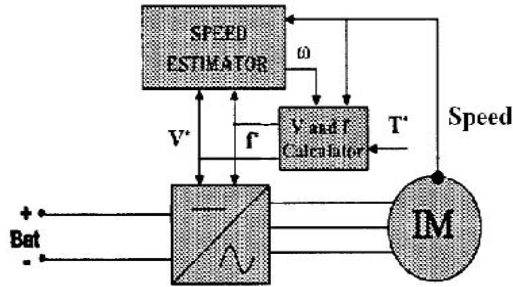 SPEED
ESTIMATOR
ω
V and f
Calculator
T*
Speed
V*
f*
+
Bat
-
IM